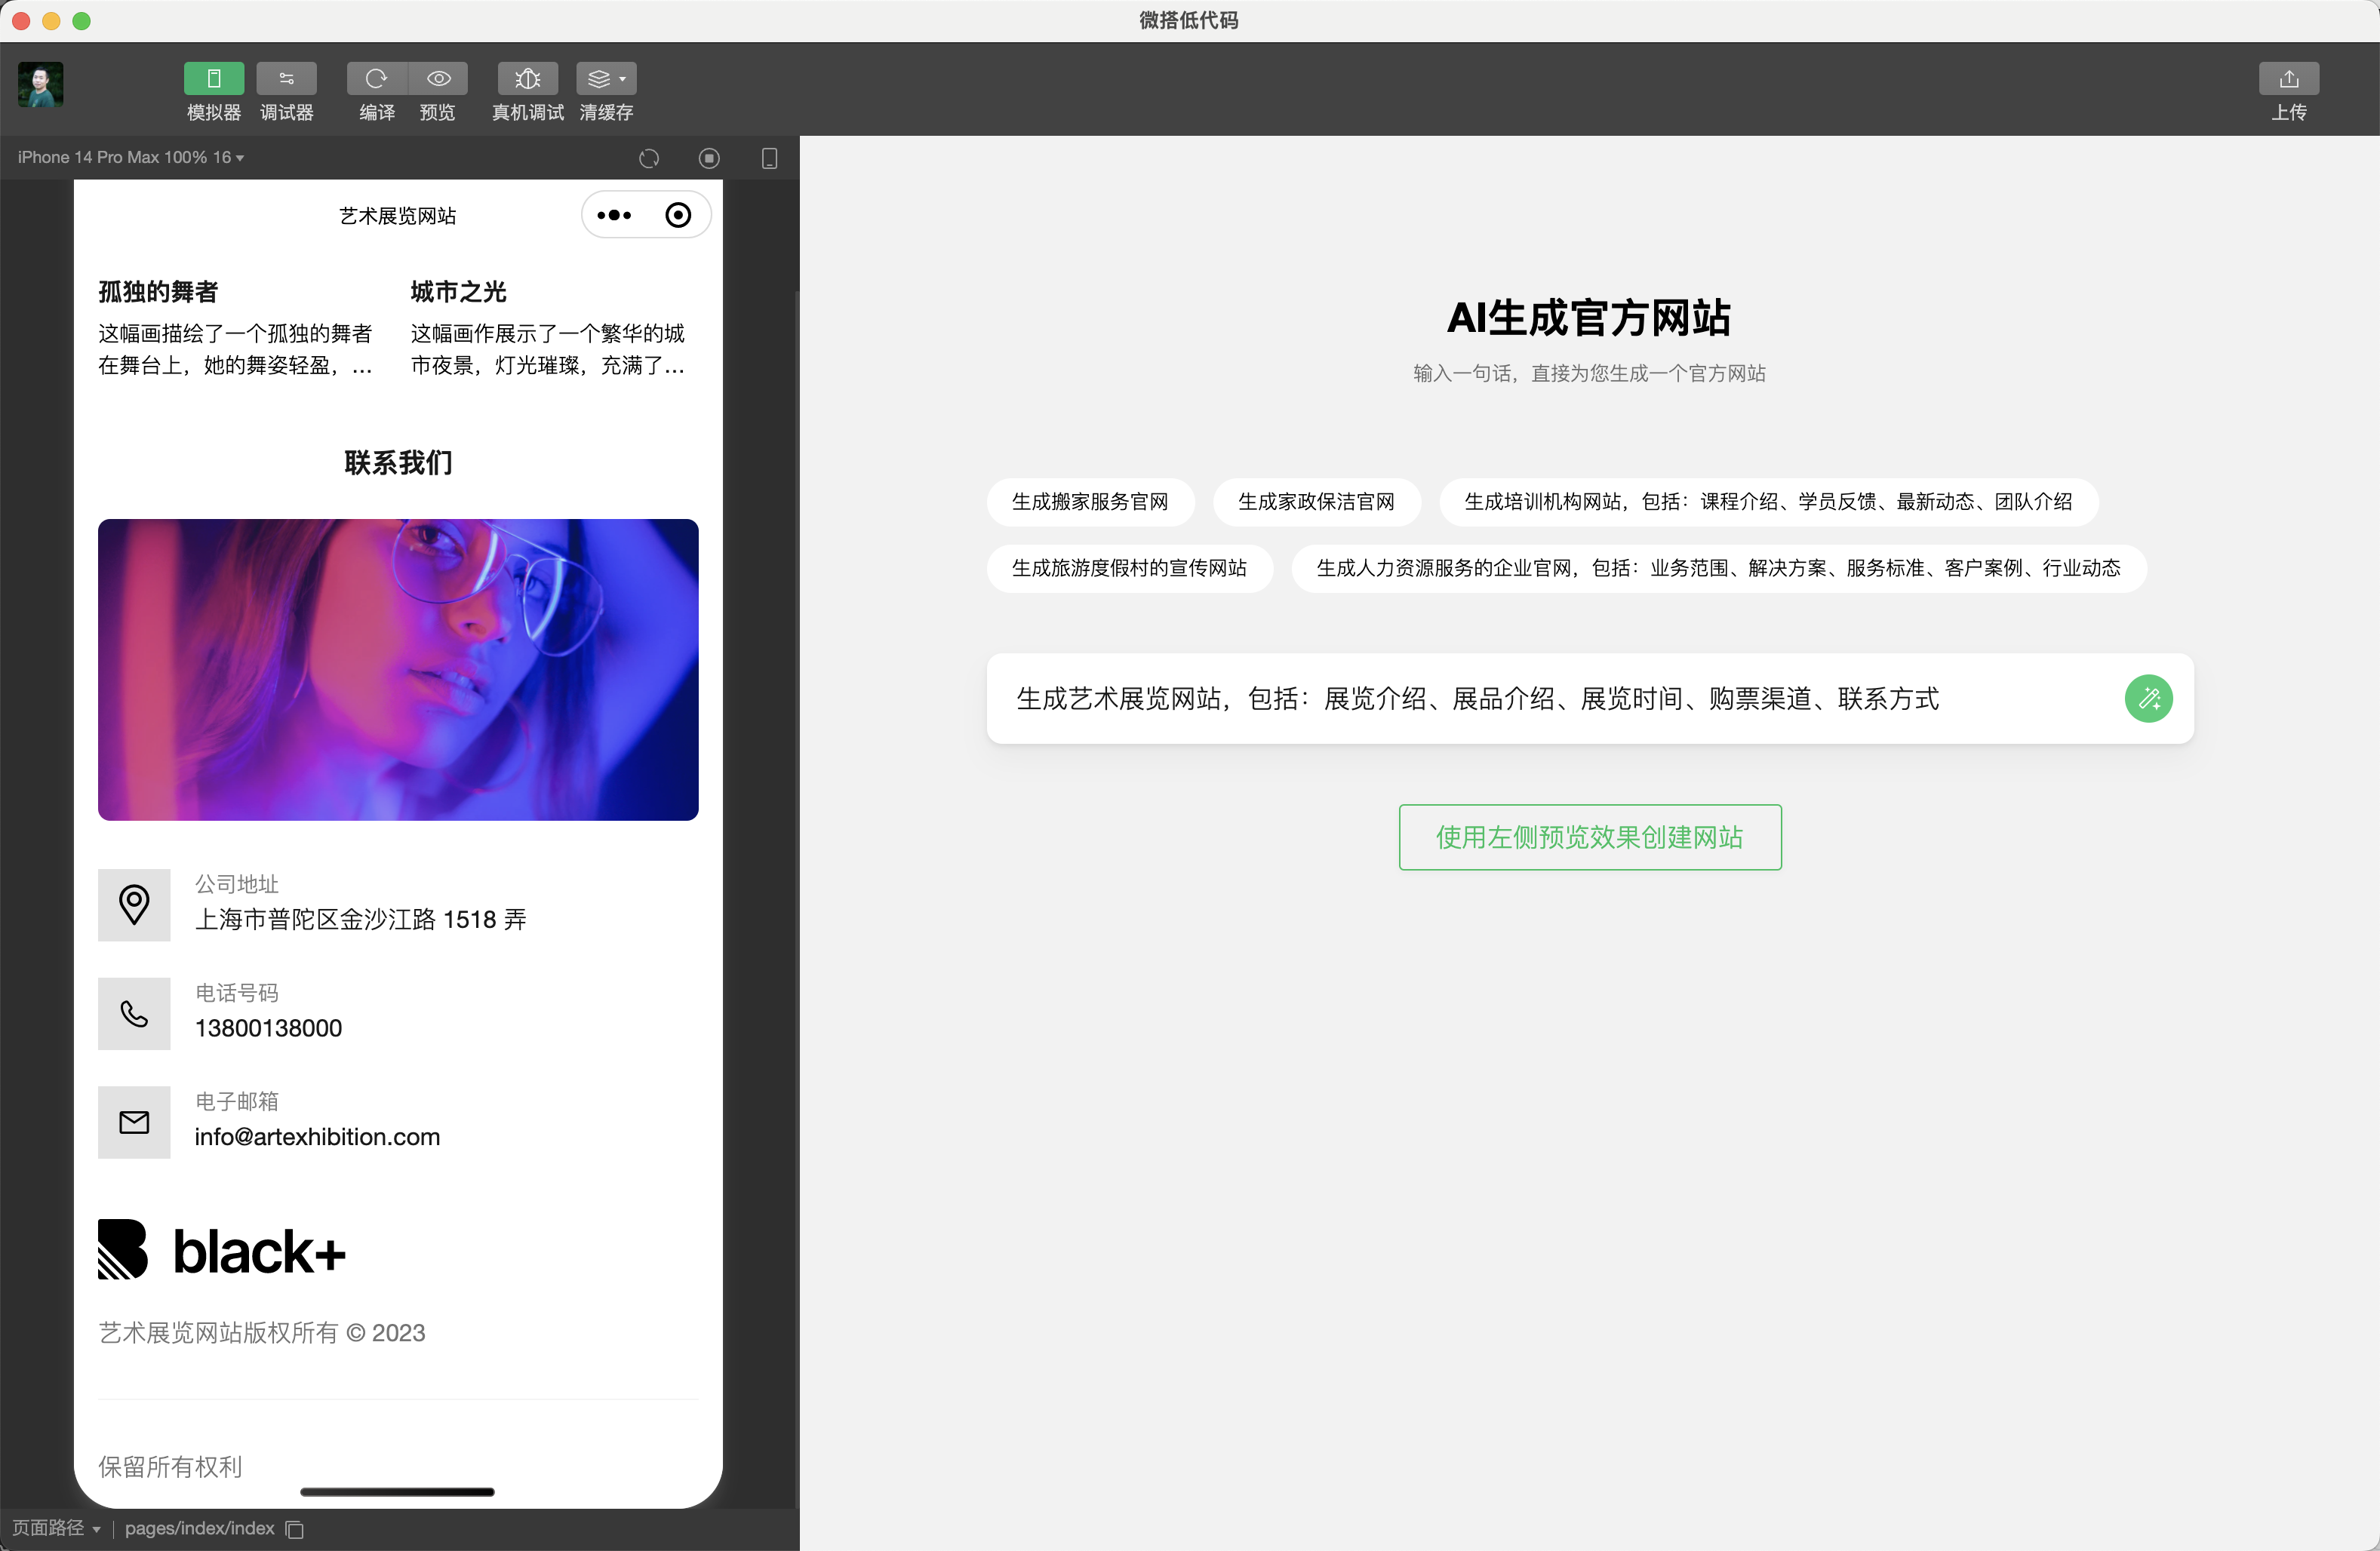 微搭低代码
模拟器
调试器
编译
预览
真机调试
清缓存
上传
iPhone 14 Pro Max 100% 16
艺术展览网站
孤独的舞者
这幅画描绘了一个孤独的舞者
在舞台上，她的舞姿轻盈，...
城市之光
这幅画作展示了一个繁华的城
市夜景，灯光璀璨，充满了...
联系我们
公司地址
上海市普陀区金沙江路 1518 弄
电话号码
13800138000
电子邮箱
info@artexhibition.com
black+
艺术展览网站版权所有 © 2023
保留所有权利
页面路径
pages/index/index
AI生成官方网站
输入一句话，直接为您生成一个官方网站
生成搬家服务官网
生成家政保洁官网
生成培训机构网站，包括：课程介绍、学员反馈、最新动态、团队介绍
生成旅游度假村的宣传网站
生成人力资源服务的企业官网，包括：业务范围、解决方案、服务标准、客户案例、行业动态
生成艺术展览网站，包括：展览介绍、展品介绍、展览时间、购票渠道、联系方式
使用左侧预览效果创建网站